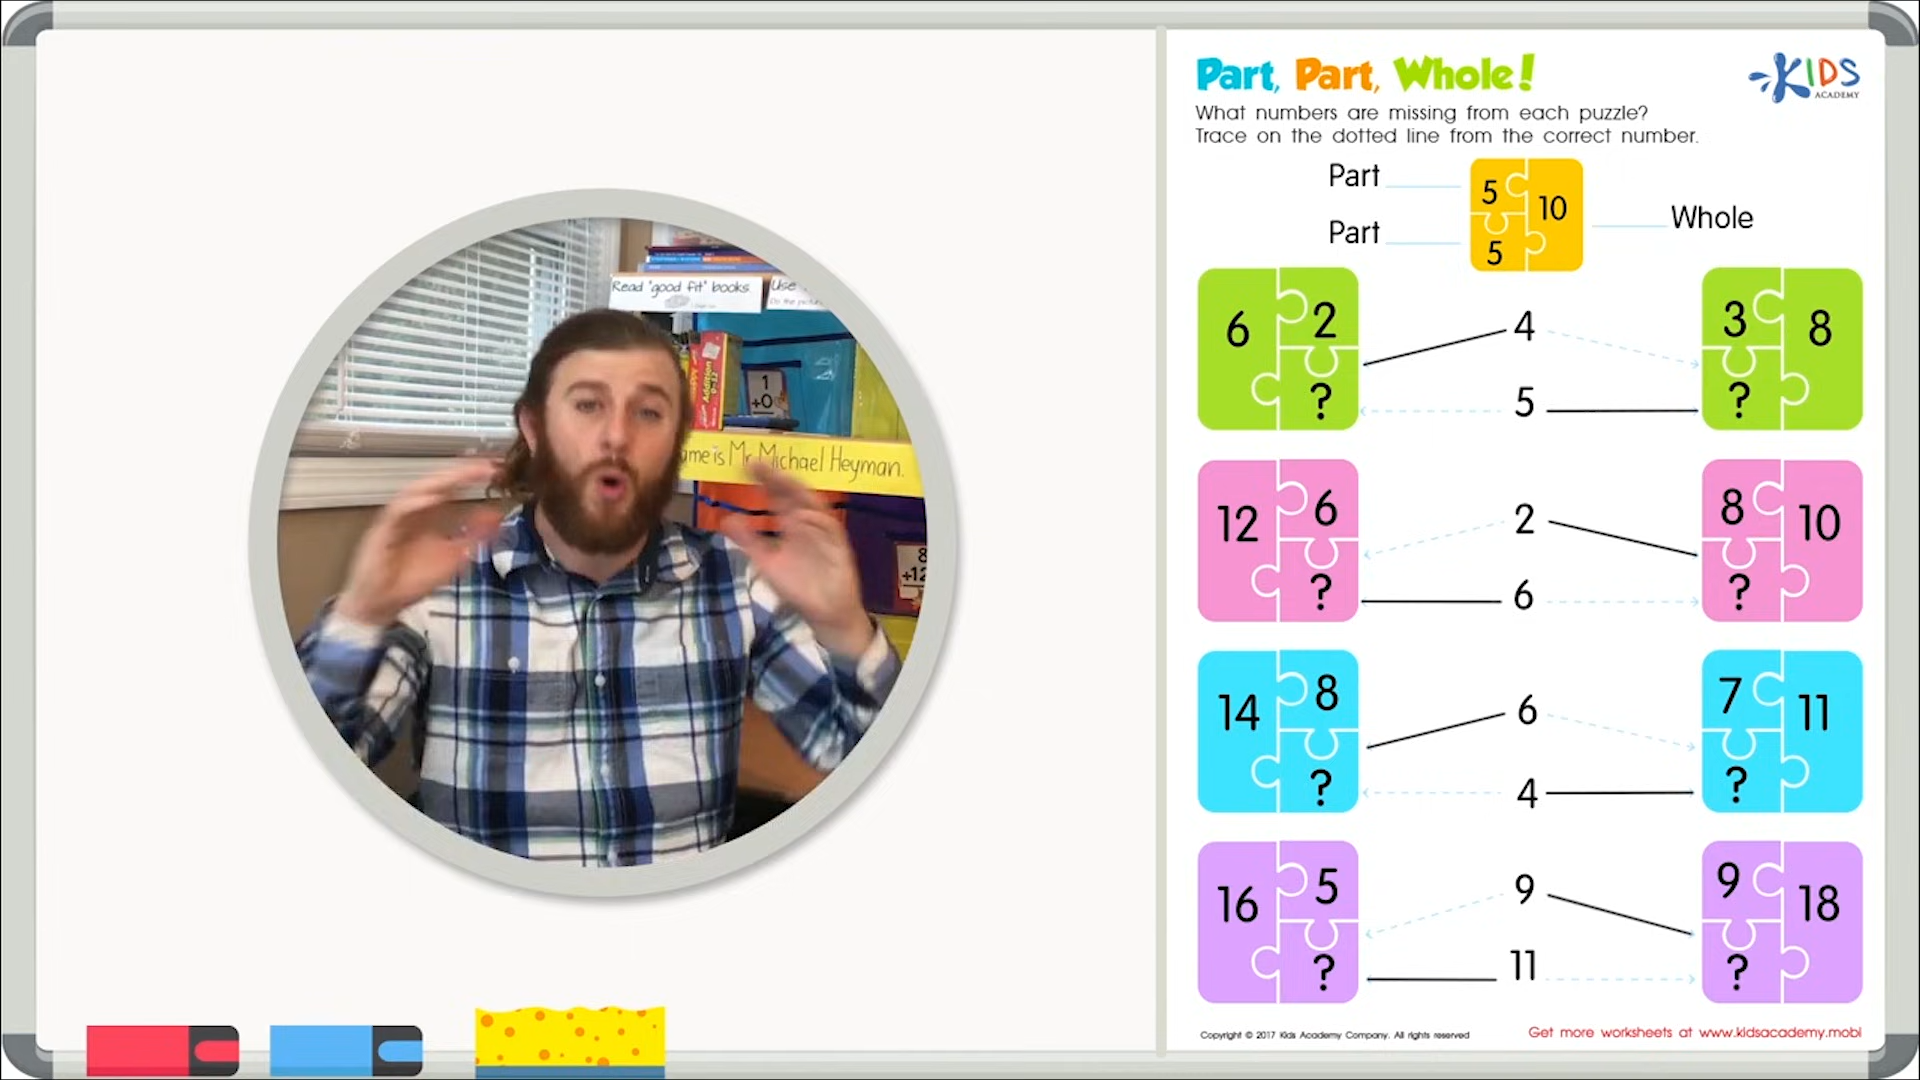 Read "good fit" books
Use
1
+0
Addition
0-12
ame is Mr. Michael Heyman.
8
+12
Part, Part, Whole!
KIDS
ACADEMY
What numbers are missing from each puzzle?
Trace on the dotted line from the correct number.
Part
5
10
Whole
Part
5
6
2
4
3
8
?
5
?
12
6
2
8
10
?
6
?
14
8
6
7
11
?
4
?
16
5
9
9
18
?
11
?
Copyright © 2017 Kids Academy Company. All rights reserved
Get more worksheets at www.kidsacademy.mobi